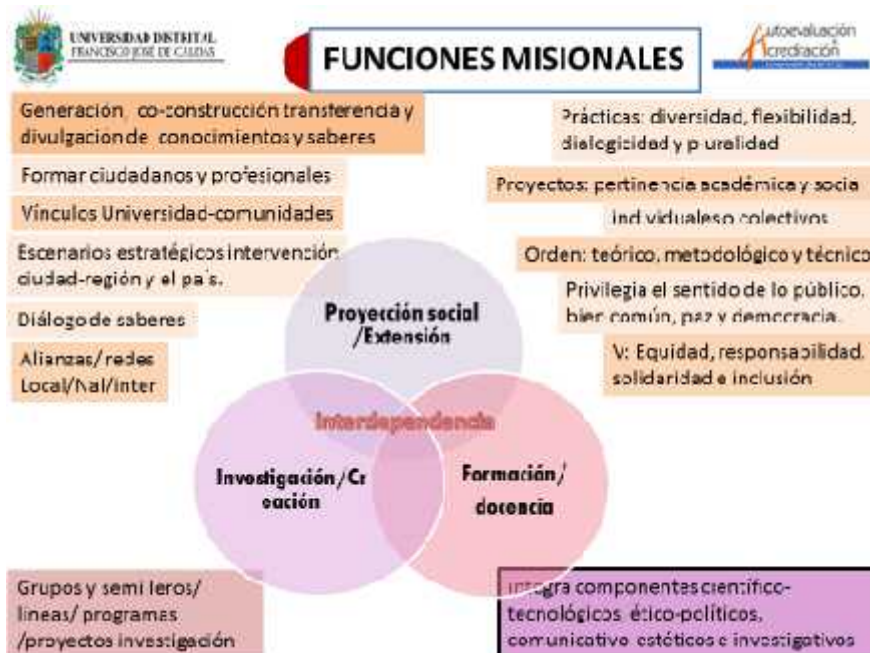 UNIVERSIDAD DISTRITAL
FRANCISCO JOSÉ DE CALDAS
FUNCIONES MISIONALES
Autoevaluación
Acreditación
Generación, co-construcción transferencia y
divulgación de conocimientos y saberes
Formar ciudadanos y profesionales
Vínculos Universidad-comunidades
Escenarios estratégicos intervención
ciudad-región y el país.
Diálogo de saberes
Alianzas/ redes
Local/Nal/inter
Prácticas: diversidad, flexibilidad,
dialogicidad y pluralidad
Proyectos: pertinencia académica y socia
individuales o colectivos
Orden: teórico, metodológico y técnico
Privilegia el sentido de lo público,
bien común, paz y democracia.
V: Equidad, responsabilidad,
solidaridad e inclusión
Proyección social
/Extensión
Interdependencia
Investigación/Cr
eación
Formación/
docencia
Grupos y semilleros/
lineas/ programas
/proyectos investigación
Integra componentes científico-
tecnológicos, ético-políticos,
comunicativo-estéticos e investigativos